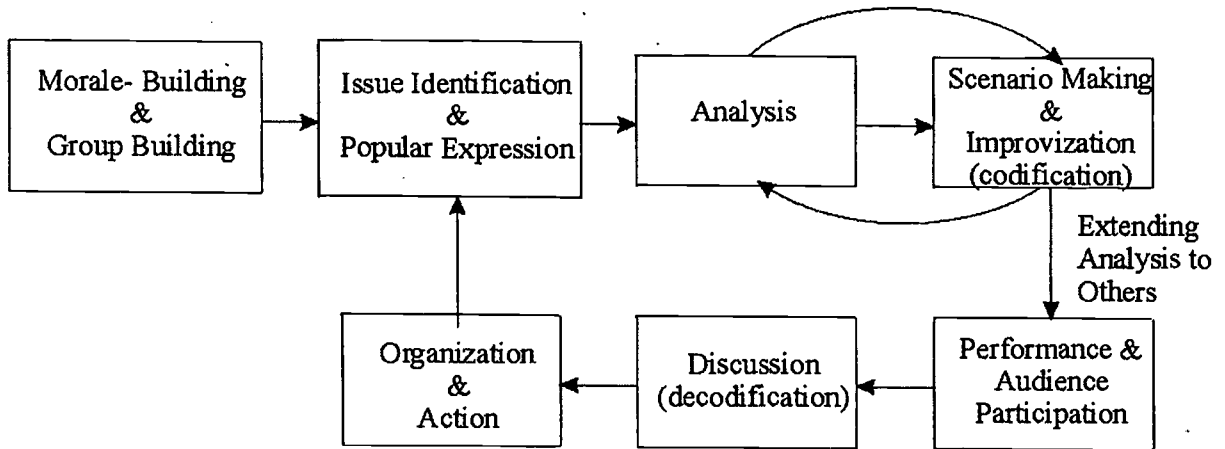 Morale- Building
&
Group Building
Issue Identification
&
Popular Expression
Analysis
Scenario Making
&
Improvization
(codification)
Extending
Analysis to
Others
Performance &
Audience
Participation
Discussion
(decodification)
Organization
&
Action